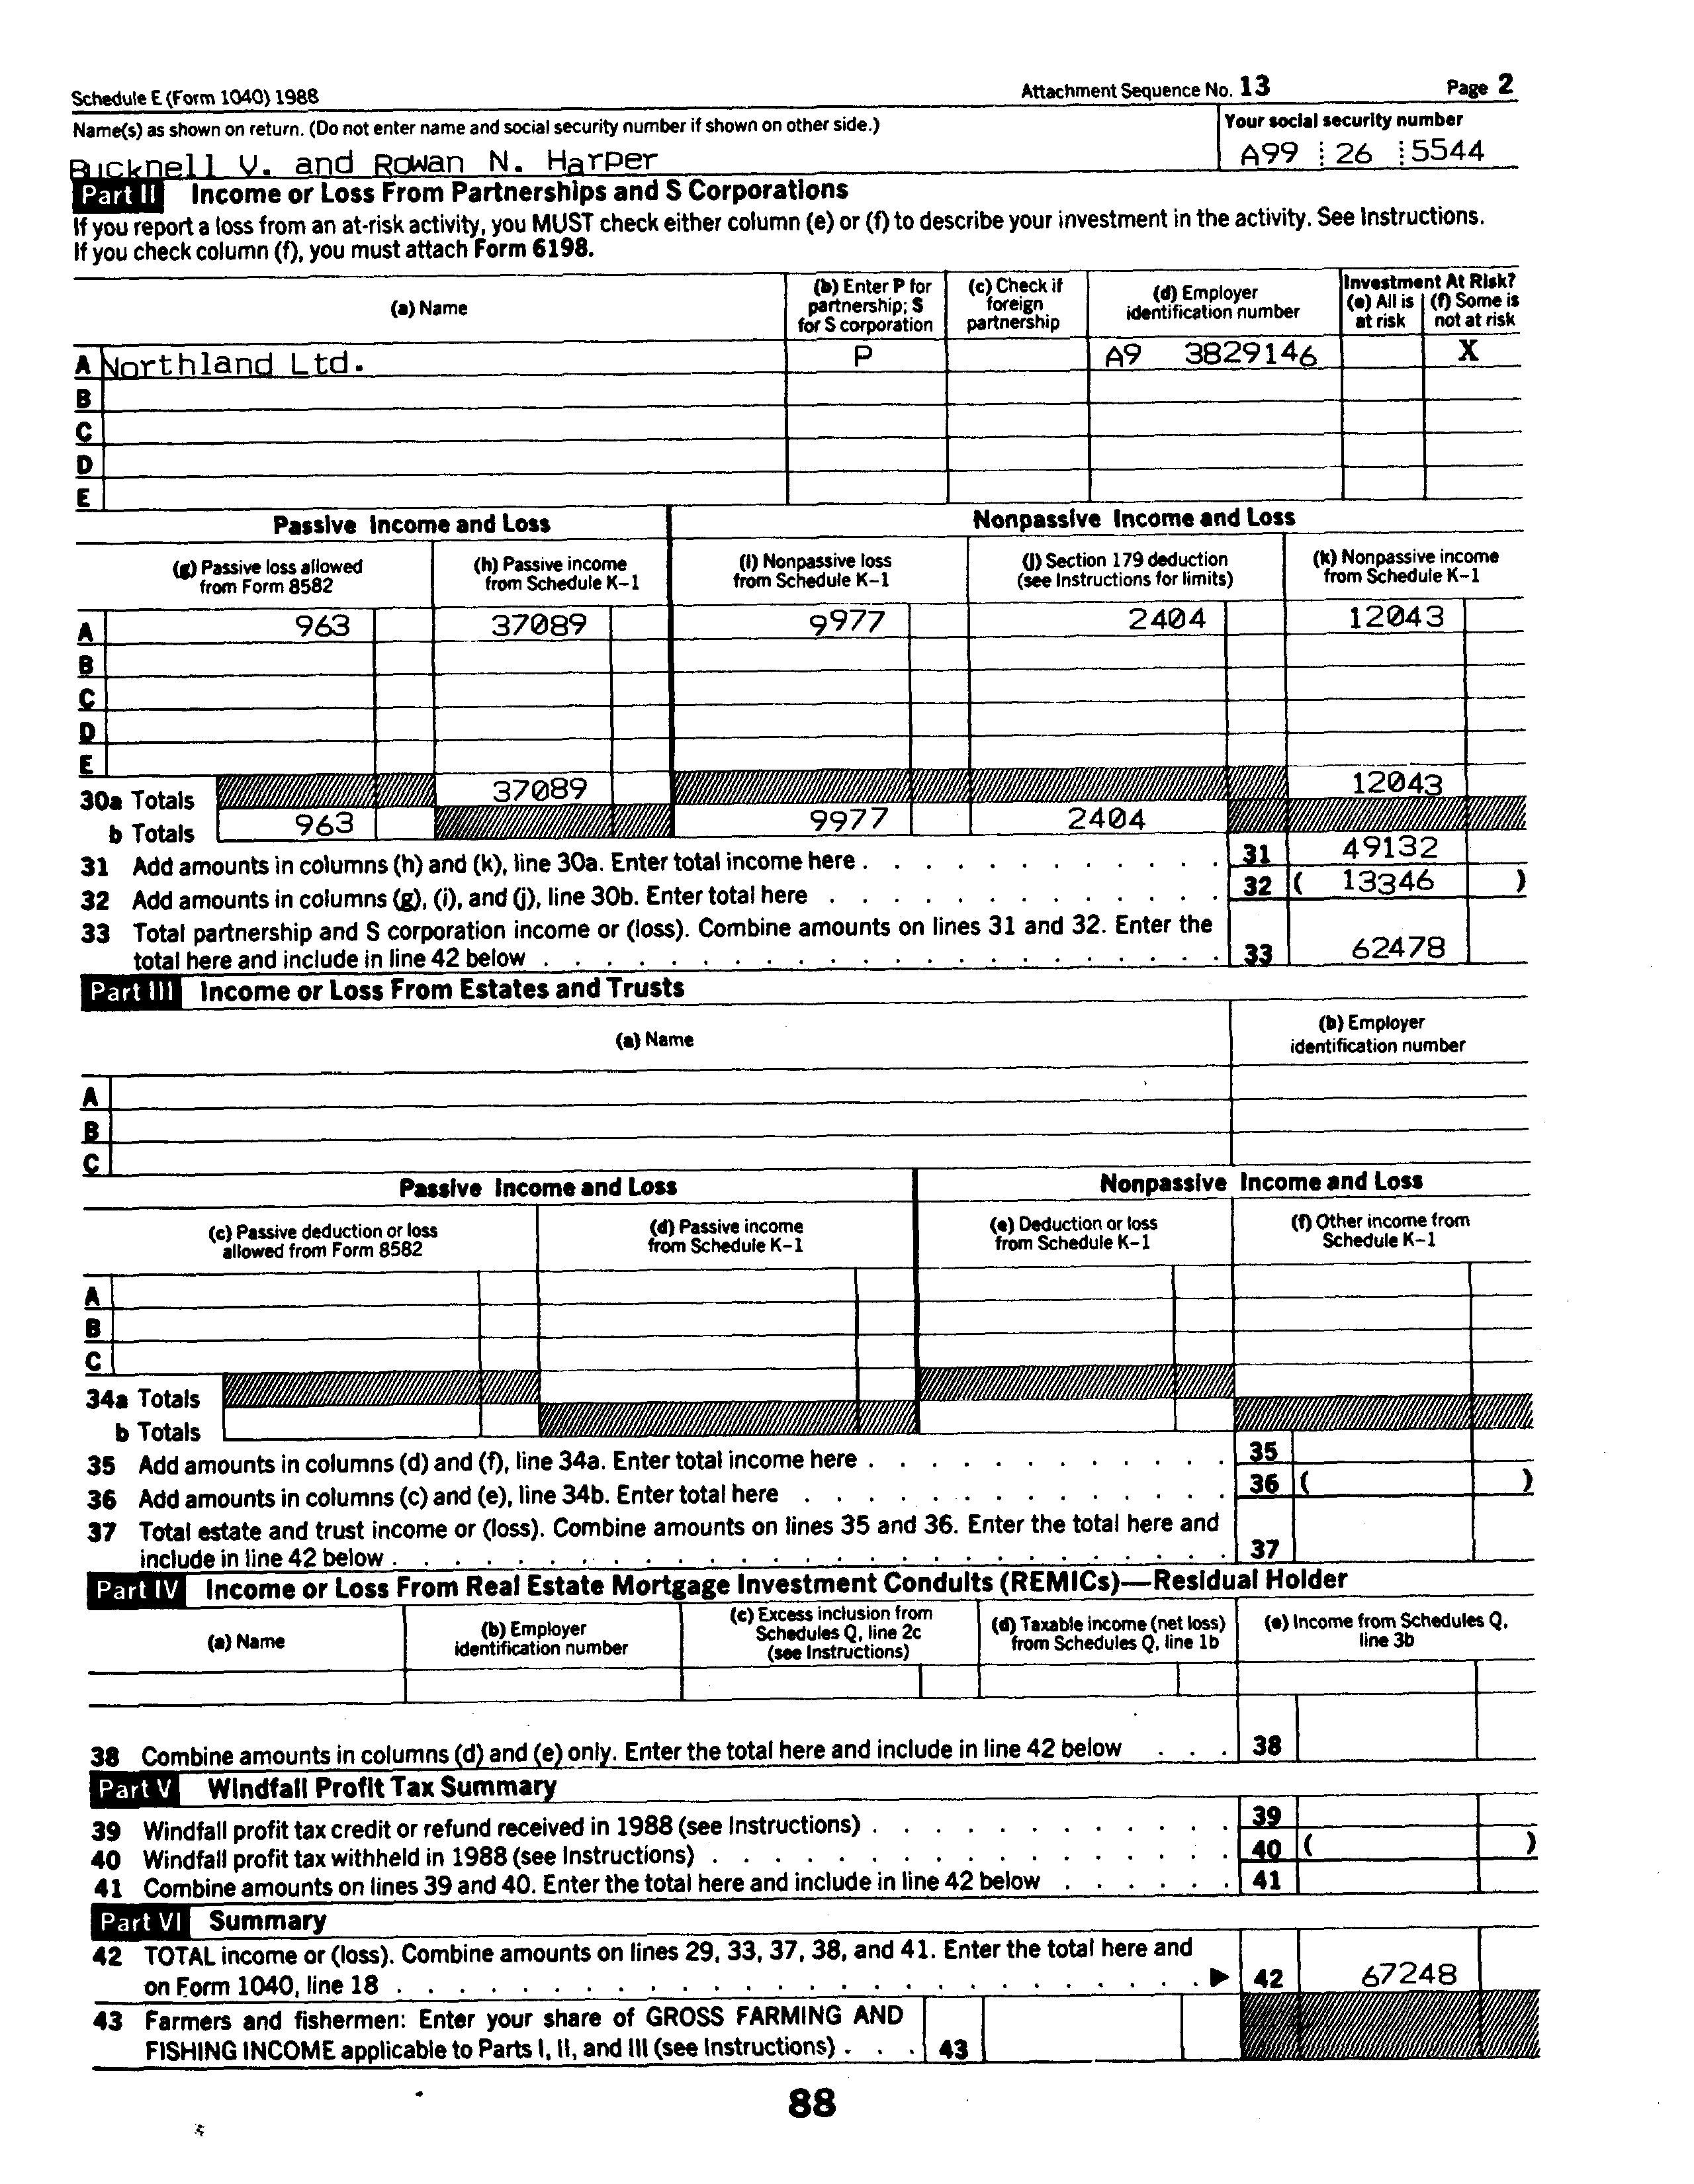 Schedule E (Form 1040) 1988 Attachment Sequence No. 13 Page 2
Name(s) as shown on return. (Do not enter name and social security number if shown on other side.) Your social security number
Bucknell V. and Rowan N. Harper A99 26 5544
Part II Income or Loss From Partnerships and S Corporations
If you report a loss from an at-risk activity, you MUST check either column (e) or (f) to describe your investment in the activity. See Instructions.
If you check column (f), you must attach Form 6198.
(a) Name (b) Enter P for partnership; S for S corporation (c) Check if foreign partnership (d) Employer identification number Investment At Risk? (e) All is at risk (f) Some is not at risk
A Northland Ltd. P A9 3829146 X
B
C
D
E
Passive Income and Loss Nonpassive Income and Loss
(g) Passive loss allowed from Form 8582 (h) Passive income from Schedule K-1 (i) Nonpassive loss from Schedule K-1 (j) Section 179 deduction (see Instructions for limits) (k) Nonpassive income from Schedule K-1
A 963 37089 9977 2404 12043
B
C
D
E
30a Totals 37089 12043
b Totals 963 9977 2404
31 Add amounts in columns (h) and (k), line 30a. Enter total income here . . . . . . . . . . . . 31 49132
32 Add amounts in columns (g), (i), and (j), line 30b. Enter total here . . . . . . . . . . . . . 32 ( 13346 )
33 Total partnership and S corporation income or (loss). Combine amounts on lines 31 and 32. Enter the
total here and include in line 42 below . . . . . . . . . . . . . . . . . . 33 62478
Part III Income or Loss From Estates and Trusts
(a) Name (b) Employer identification number
A
B
C
Passive Income and Loss Nonpassive Income and Loss
(c) Passive deduction or loss allowed from Form 8582 (d) Passive income from Schedule K-1 (e) Deduction or loss from Schedule K-1 (f) Other income from Schedule K-1
A
B
C
34a Totals
b Totals
35 Add amounts in columns (d) and (f), line 34a. Enter total income here . . . . . . . . . . . . 35
36 Add amounts in columns (c) and (e), line 34b. Enter total here . . . . . . . . . . . . . . 36 ( )
37 Total estate and trust income or (loss). Combine amounts on lines 35 and 36. Enter the total here and
include in line 42 below . . . . . . . . . . . . . . . . . . . . . . 37
Part IV Income or Loss From Real Estate Mortgage Investment Conduits (REMICs)—Residual Holder
(a) Name (b) Employer identification number (c) Excess inclusion from Schedules Q, line 2c (see Instructions) (d) Taxable income (net loss) from Schedules Q, line 1b (e) Income from Schedules Q, line 3b
38 Combine amounts in columns (d) and (e) only. Enter the total here and include in line 42 below . . . 38
Part V Windfall Profit Tax Summary
39 Windfall profit tax credit or refund received in 1988 (see Instructions) . . . . . . . . . . . . 39
40 Windfall profit tax withheld in 1988 (see Instructions) . . . . . . . . . . . . . . . . . 40 ( )
41 Combine amounts on lines 39 and 40. Enter the total here and include in line 42 below . . . . . . 41
Part VI Summary
42 TOTAL income or (loss). Combine amounts on lines 29, 33, 37, 38, and 41. Enter the total here and
on Form 1040, line 18 . . . . . . . . . . . . . . . . . . . . . ▶ 42 67248
43 Farmers and fishermen: Enter your share of GROSS FARMING AND
FISHING INCOME applicable to Parts I, II, and III (see Instructions) . . . 43
88